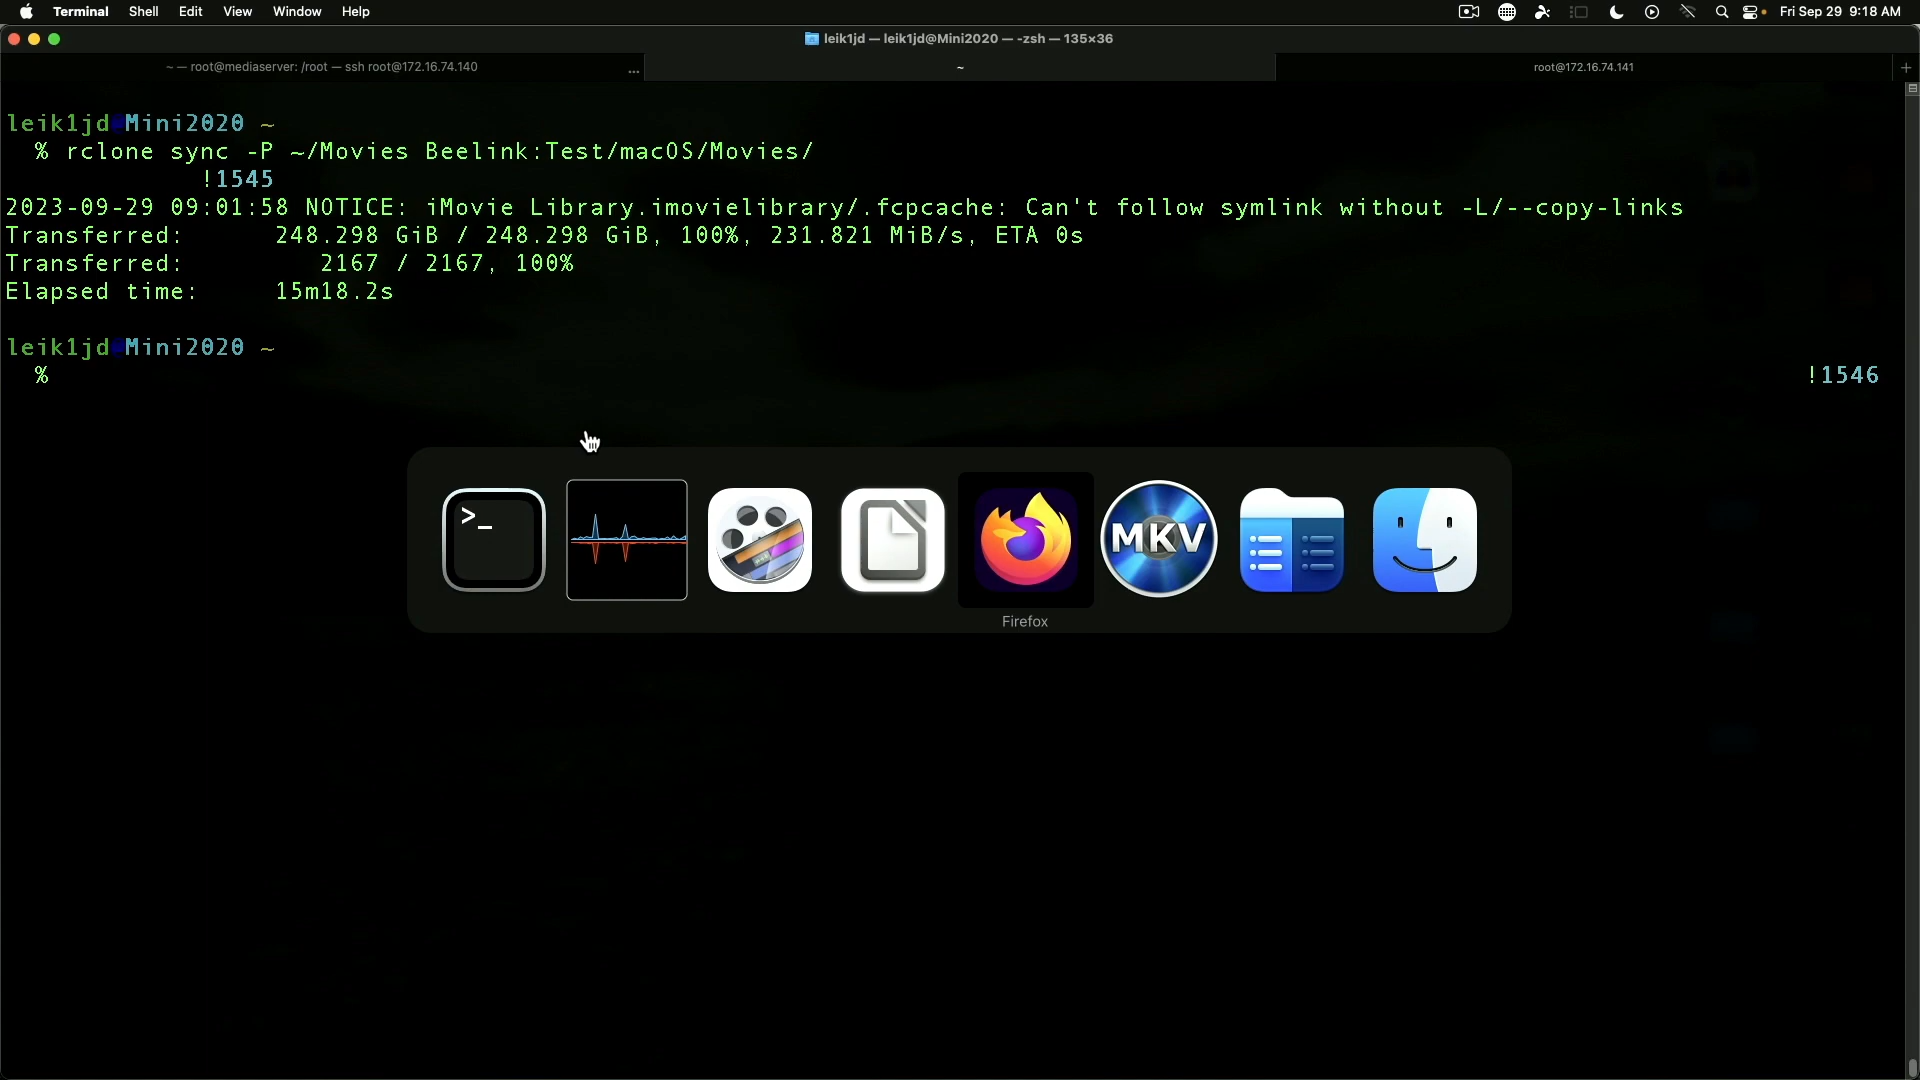 Terminal Shell Edit View Window Help Fri Sep 29 9:18 AM
leik1jd — leik1jd@Mini2020 — -zsh — 135×36
~ — root@mediaserver: /root — ssh root@172.16.74.140 ... ~ root@172.16.74.141 +
leik1jd Mini2020 ~
% rclone sync -P ~/Movies Beelink:Test/macOS/Movies/
!1545
2023-09-29 09:01:58 NOTICE: iMovie Library.imovielibrary/.fcpcache: Can't follow symlink without -L/--copy-links
Transferred: 248.298 GiB / 248.298 GiB, 100%, 231.821 MiB/s, ETA 0s
Transferred: 2167 / 2167, 100%
Elapsed time: 15m18.2s
leik1jd Mini2020 ~
% !1546
>_
MKV
Firefox